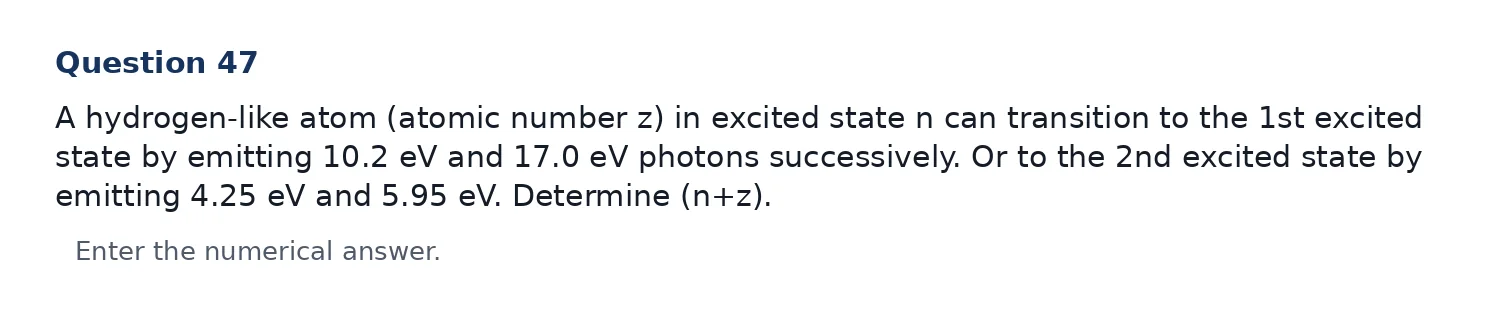 Question 47
A hydrogen-like atom (atomic number z) in excited state n can transition to the 1st excited
state by emitting 10.2 eV and 17.0 eV photons successively. Or to the 2nd excited state by
emitting 4.25 eV and 5.95 eV. Determine (n+z).
Enter the numerical answer.